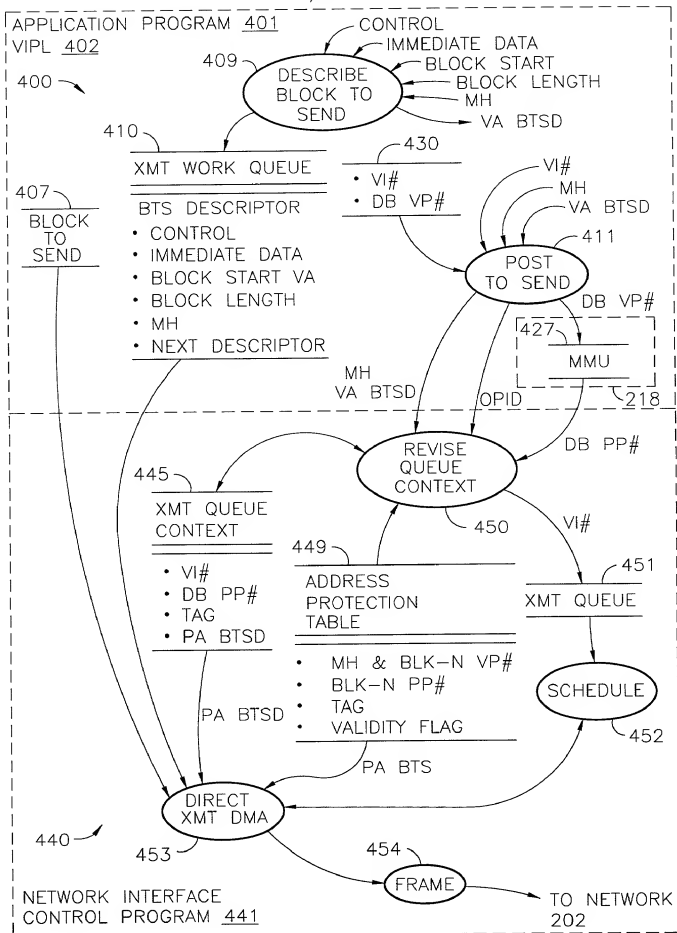 APPLICATION PROGRAM 401
VIPL 402
400
409
DESCRIBE
BLOCK TO
SEND
CONTROL
IMMEDIATE DATA
BLOCK START
BLOCK LENGTH
MH
VA BTSD
410
XMT WORK QUEUE
BTS DESCRIPTOR
• CONTROL
• IMMEDIATE DATA
• BLOCK START VA
• BLOCK LENGTH
• MH
• NEXT DESCRIPTOR
407
BLOCK
TO
SEND
430
• VI#
• DB VP#
VI#
MH
VA BTSD
411
POST
TO SEND
DB VP#
427
MMU
218
MH
VA BTSD
OPID
DB PP#
REVISE
QUEUE
CONTEXT
450
445
XMT QUEUE
CONTEXT
• VI#
• DB PP#
• TAG
• PA BTSD
449
ADDRESS
PROTECTION
TABLE
• MH & BLK-N VP#
• BLK-N PP#
• TAG
• VALIDITY FLAG
VI#
451
XMT QUEUE
SCHEDULE
452
PA BTSD
PA BTS
DIRECT
XMT DMA
453
440
454
FRAME
TO NETWORK
202
NETWORK INTERFACE
CONTROL PROGRAM 441